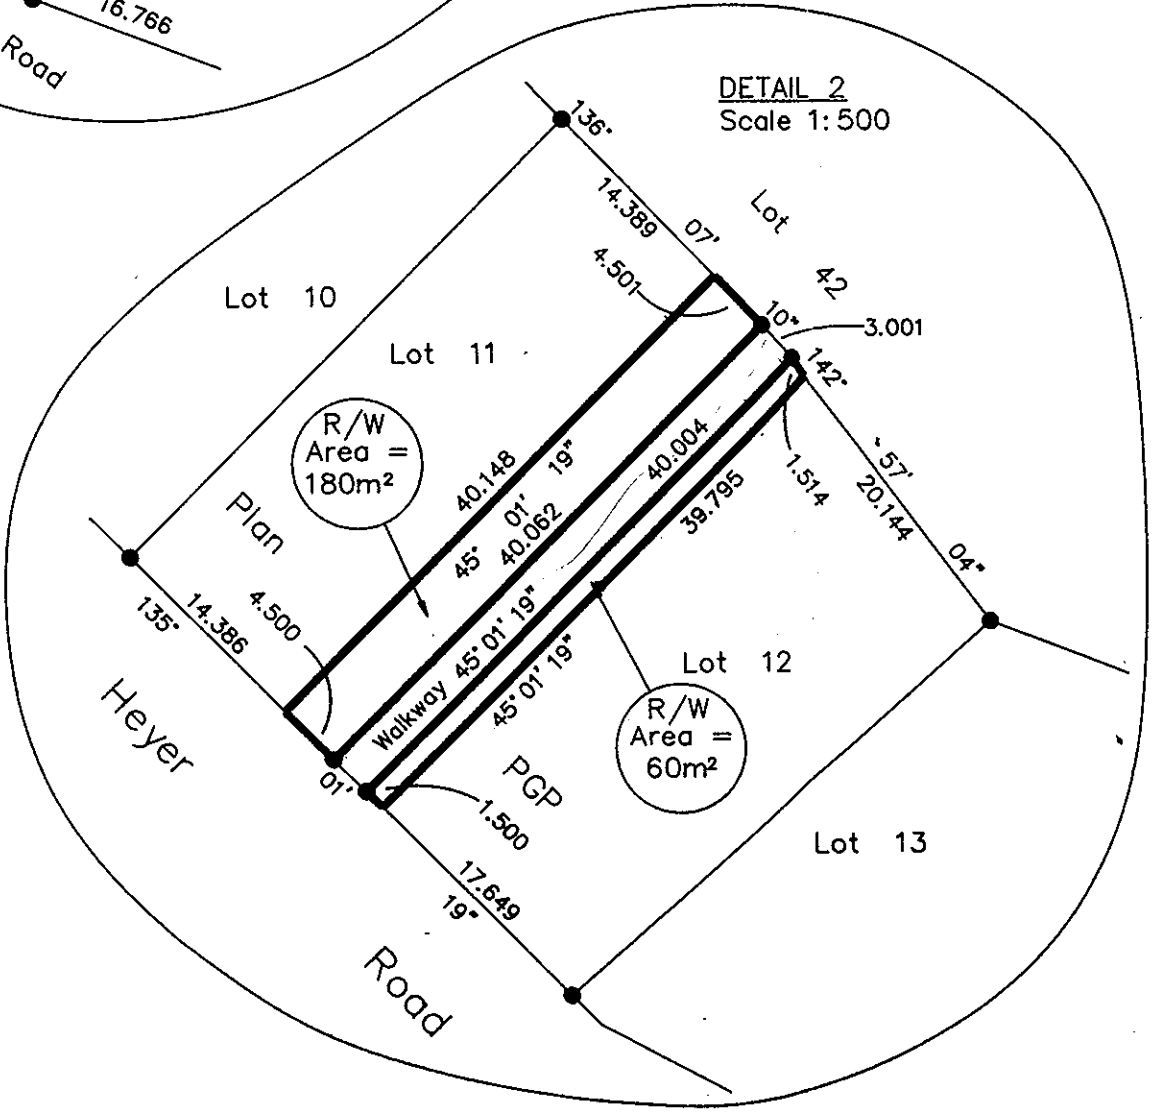 16.766
Road
DETAIL 2
Scale 1:500
136°
14.389
07'
Lot 42
4.501
10"
3.001
142°
Lot 10
Lot 11
R/W
Area =
180m²
40.148
45° 01' 19"
40.062
40.004
39.795
1.514
57'
20.144
04"
Plan
135°
14.386
4.500
Walkway 45° 01' 19"
45° 01' 19"
Lot 12
R/W
Area =
60m²
Heyer
01'
PGP
1.500
Lot 13
17.649
19"
Road